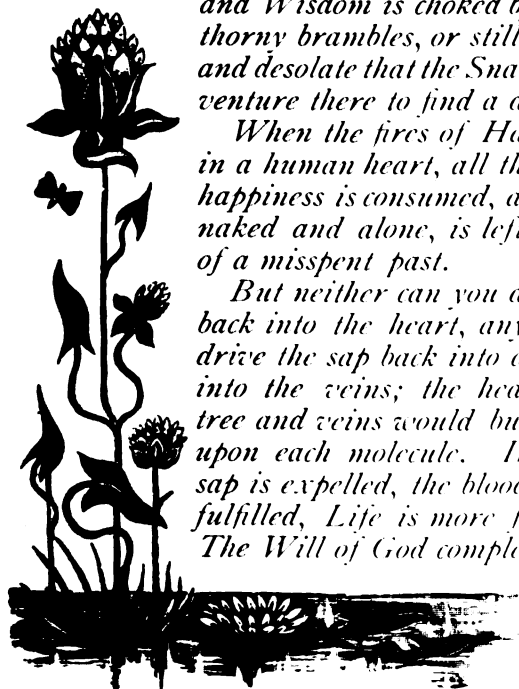 and Wisdom is choked
thorny brambles, or still
and desolate that the Sna
venture there to find a
When the fires of Ha
in a human heart, all th
happiness is consumed, a
naked and alone, is left
of a misspent past.
But neither can you
back into the heart, any
drive the sap back into
into the veins; the hea
tree and veins would bu
upon each molecule. I
sap is expelled, the blood
fulfilled, Life is more
The Will of God comple